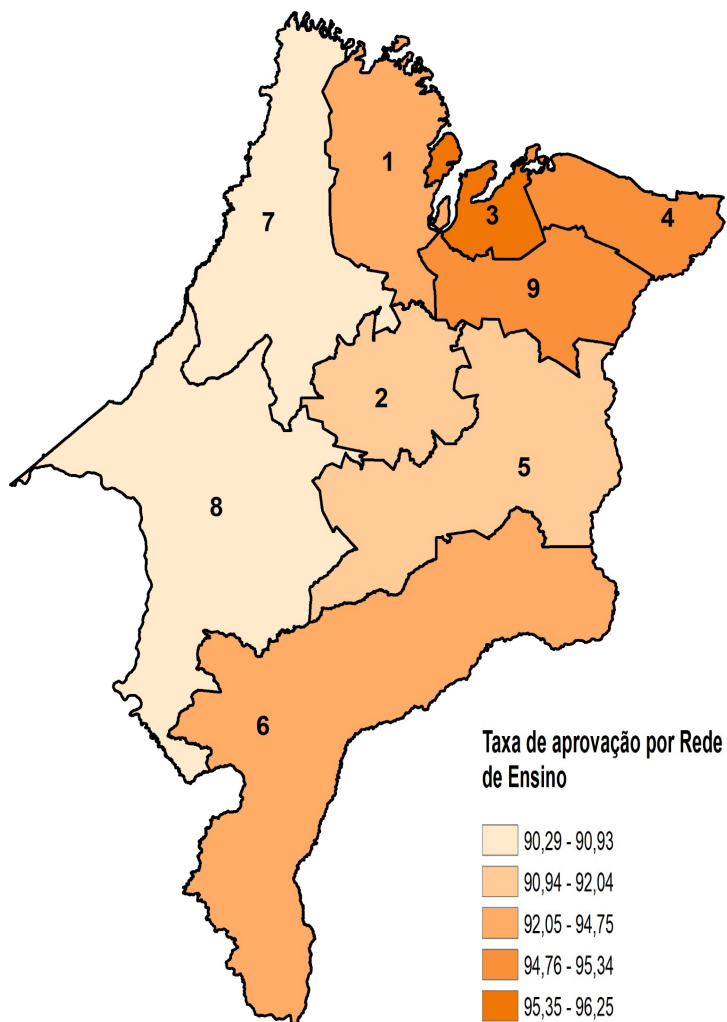 1
3
4
7
9
2
5
8
6
Taxa de aprovação por Rede
de Ensino
90,29 - 90,93
90,94 - 92,04
92,05 - 94,75
94,76 - 95,34
95,35 - 96,25